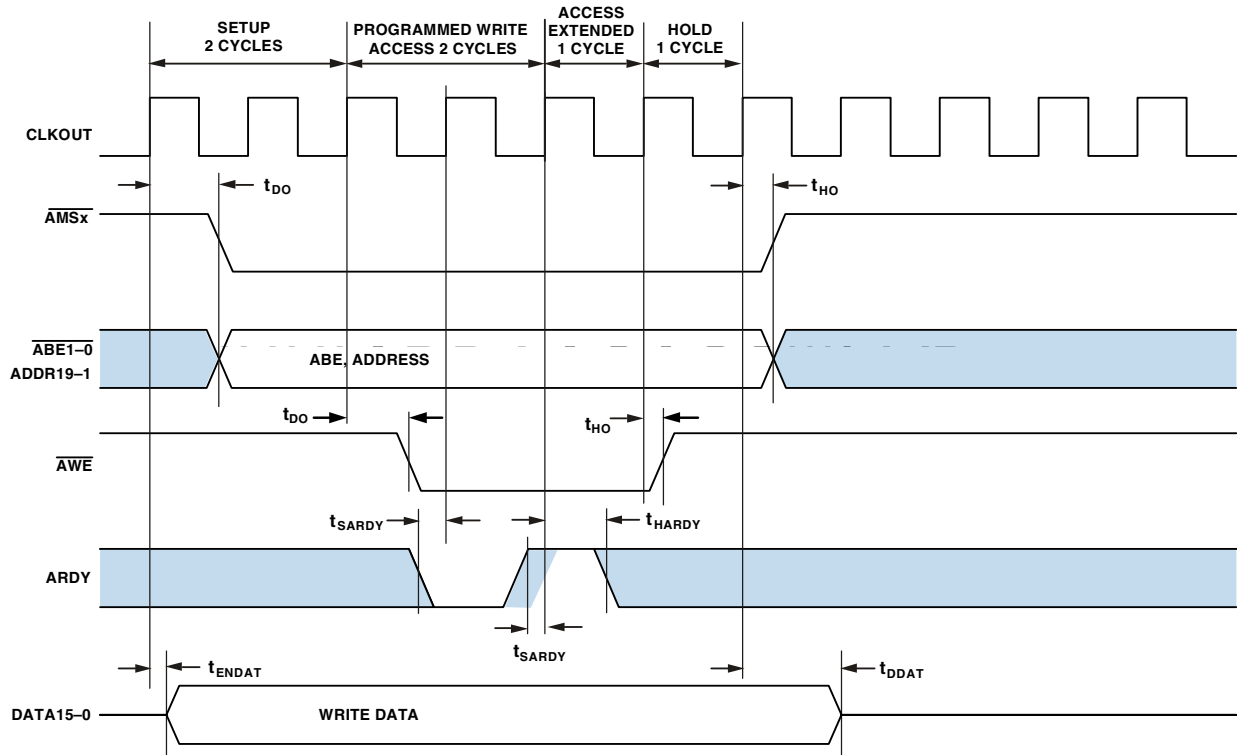 SETUP
2 CYCLES
PROGRAMMED WRITE
ACCESS 2 CYCLES
ACCESS
EXTENDED
1 CYCLE
HOLD
1 CYCLE
CLKOUT
tDO
tHO
AMSx
ABE1–0
ADDR19–1
ABE, ADDRESS
tDO
tHO
AWE
tSARDY
tHARDY
ARDY
tSARDY
tENDAT
tDDAT
DATA15–0
WRITE DATA